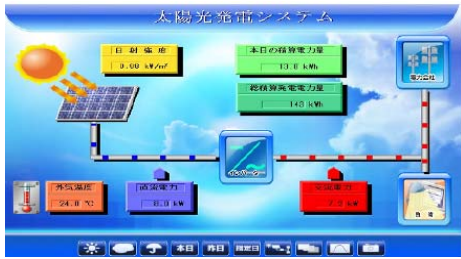 太陽光発電システム
日射強度
0.00 kW/㎡
本日の積算電力量
13.0 kWh
総積算発電電力量
143 kWh
電力会社
インバーター
外気温度
24.0 ℃
直流電力
0.0 kW
交流電力
負荷
本日
昨日
指定日